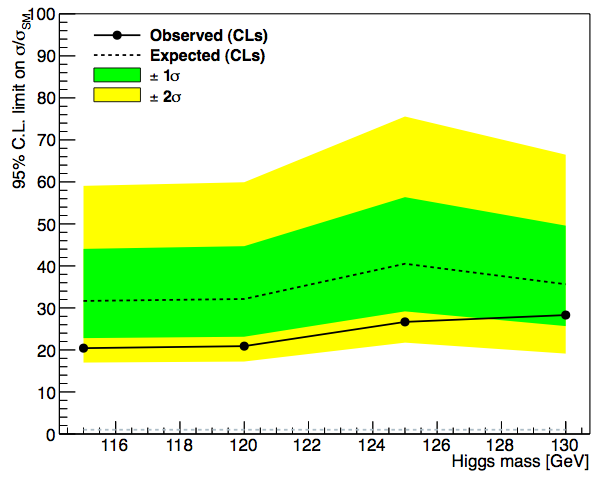 95% C.L. limit on σ/σSM
100
90
80
70
60
50
40
30
20
10
0
Observed (CLs)
Expected (CLs)
± 1σ
± 2σ
116 118 120 122 124 126 128 130
Higgs mass [GeV]